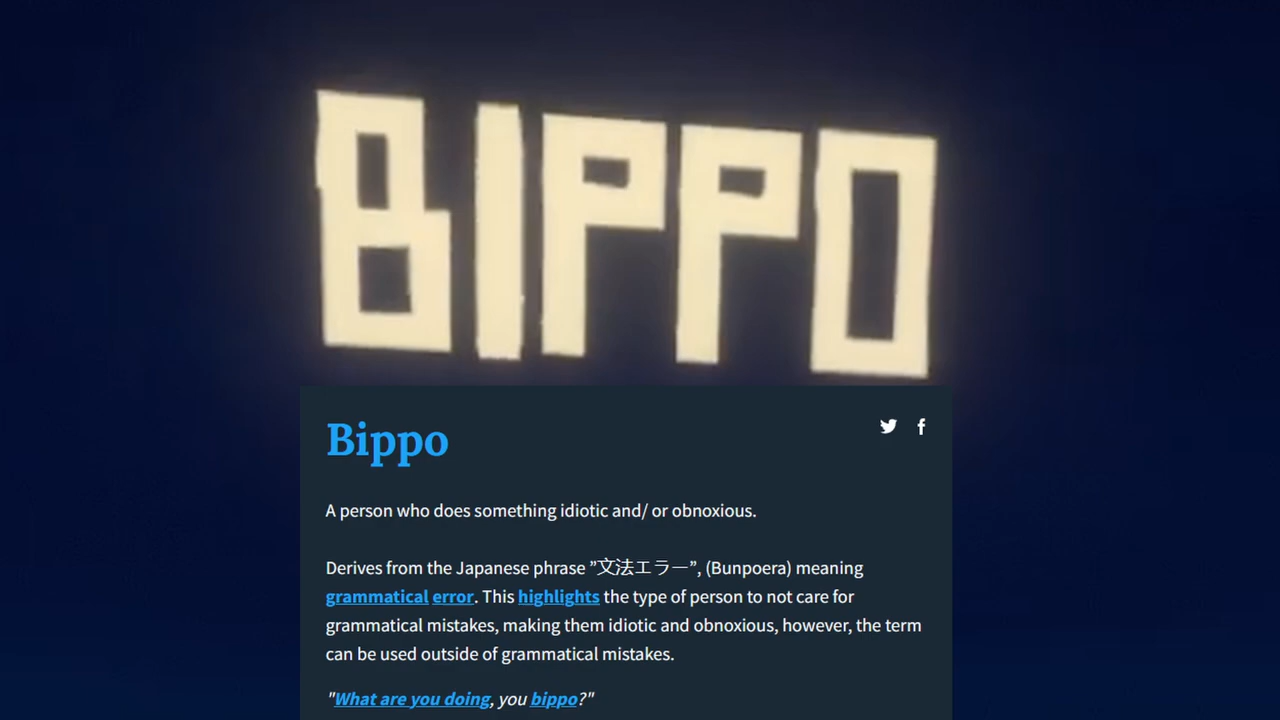 BIPPO
Bippo
A person who does something idiotic and/ or obnoxious.
Derives from the Japanese phrase ”文法エラー”, (Bunpoera) meaning
grammatical error. This highlights the type of person to not care for
grammatical mistakes, making them idiotic and obnoxious, however, the term
can be used outside of grammatical mistakes.
"What are you doing, you bippo?"